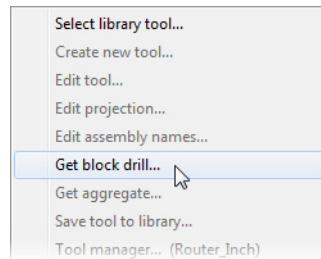 Select library tool...
Create new tool...
Edit tool...
Edit projection...
Edit assembly names...
Get block drill...
Get aggregate...
Save tool to library...
Tool manager... (Router_Inch)